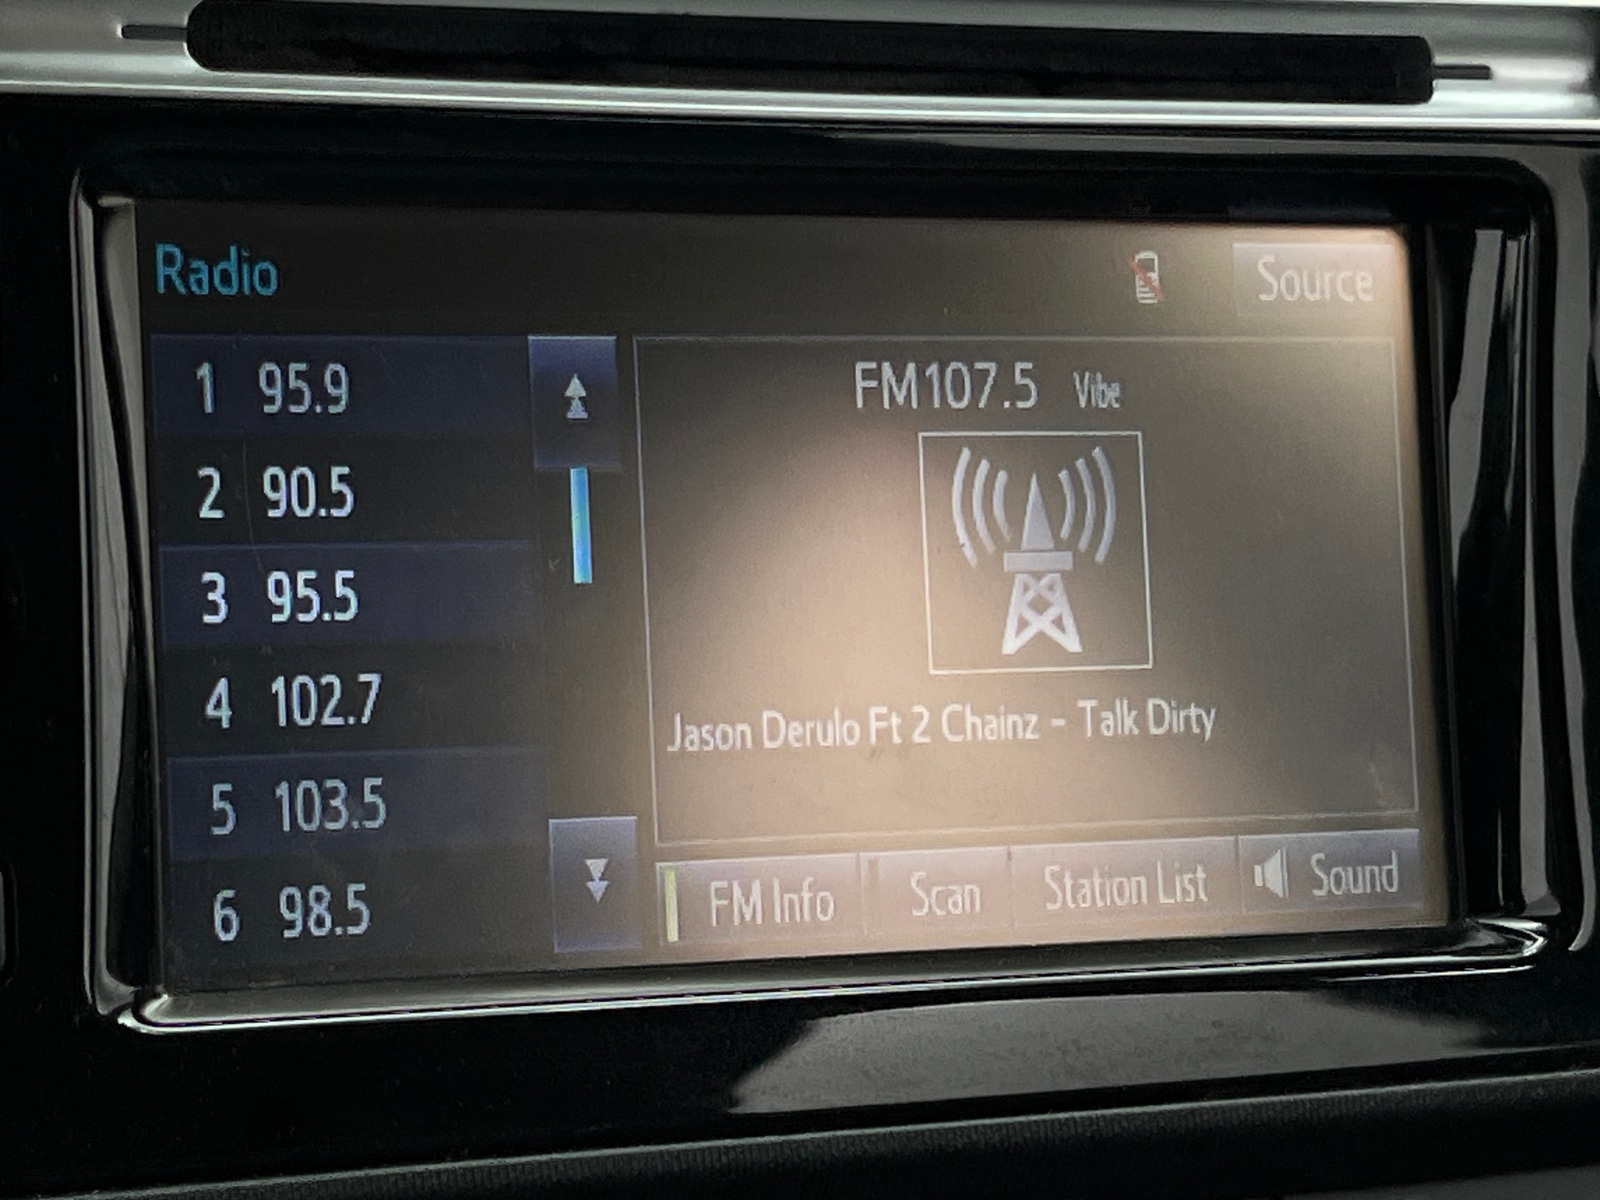 Radio
Source
1 95.9
2 90.5
3 95.5
4 102.7
5 103.5
6 98.5
FM107.5 Vibe
Jason Derulo Ft 2 Chainz - Talk Dirty
FM Info
Scan
Station List
Sound